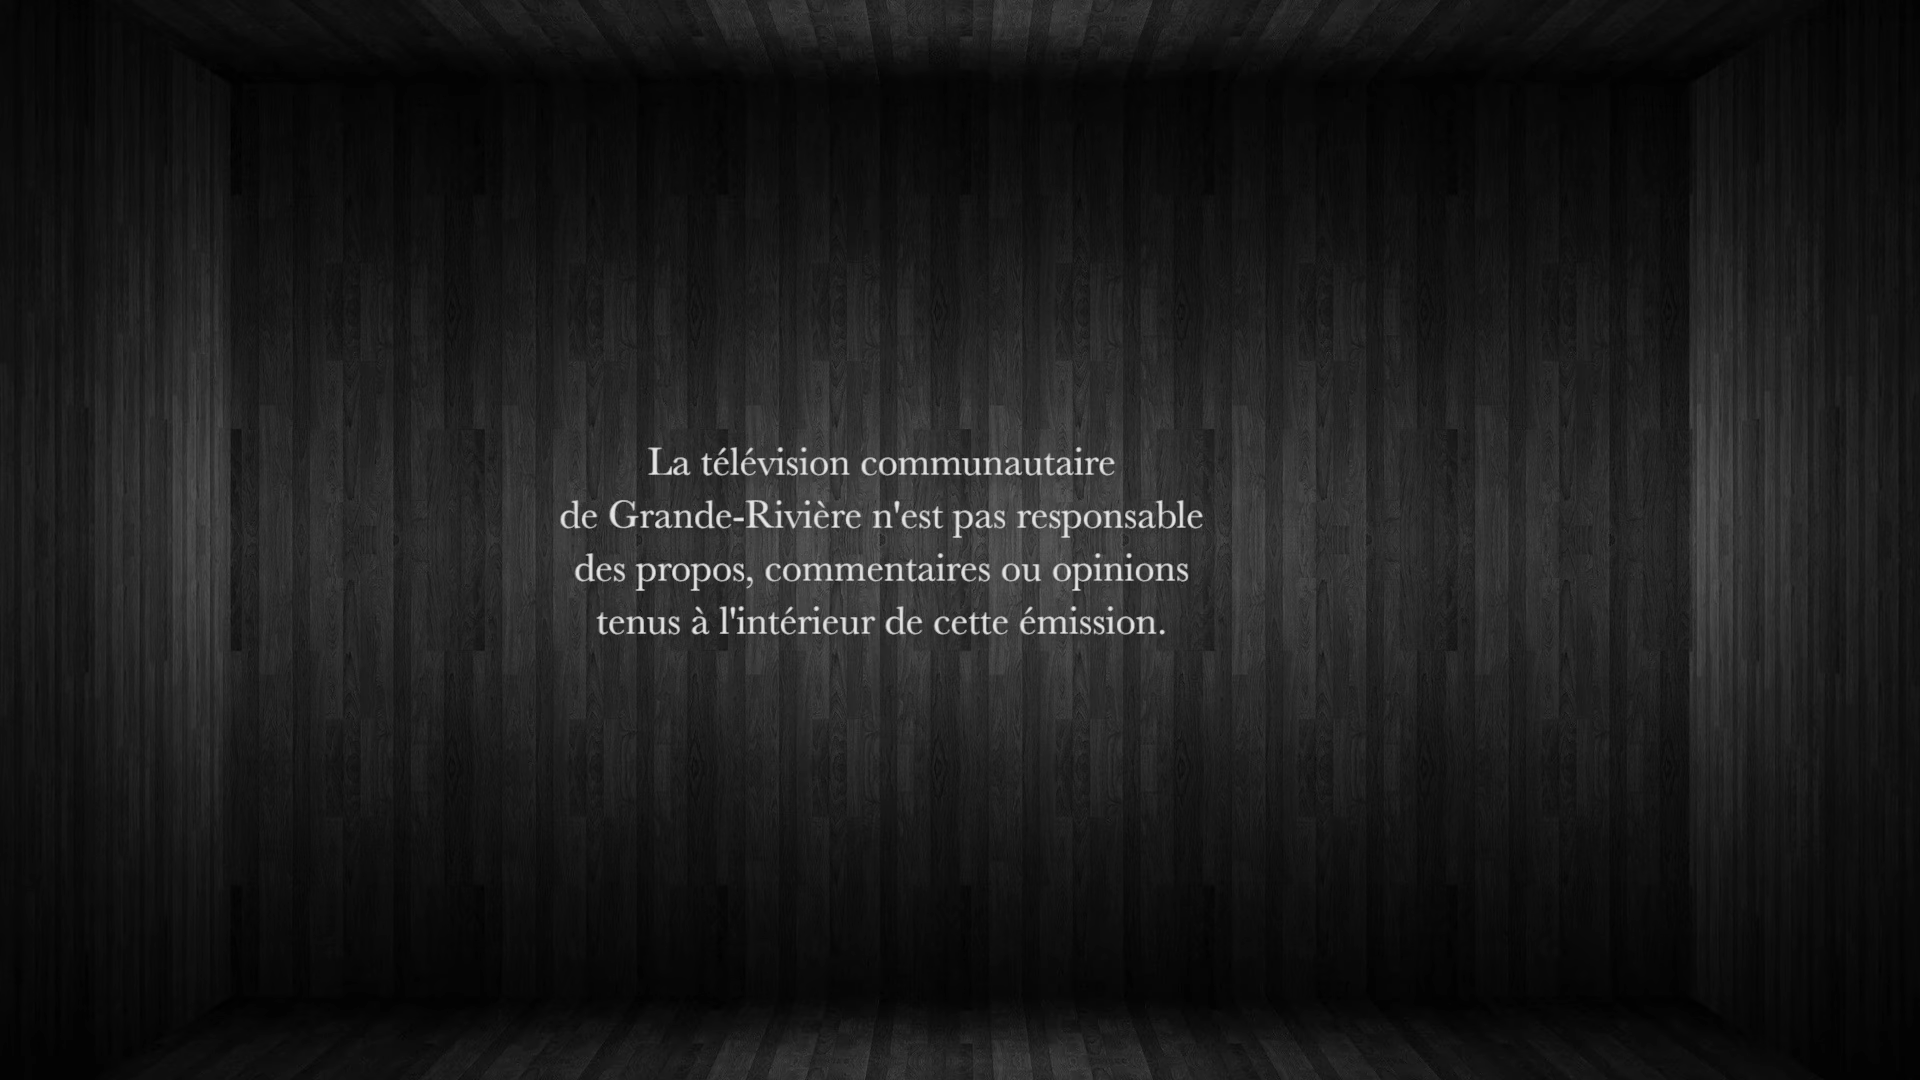 La télévision communautaire
de Grande-Rivière n'est pas responsable
des propos, commentaires ou opinions
tenus à l'intérieur de cette émission.